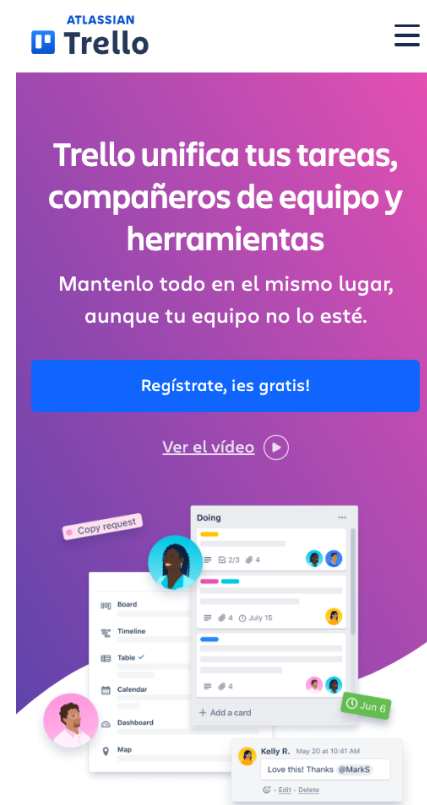 ATLASSIAN
Trello
Trello unifica tus tareas,
compañeros de equipo y
herramientas
Mantenlo todo en el mismo lugar,
aunque tu equipo no lo esté.
Regístrate, ¡es gratis!
Ver el vídeo
Copy request
Doing
2/3 4
4 July 15
4
+ Add a card
Board
Timeline
Table
Calendar
Dashboard
Map
Jun 6
Kelly R. May 20 at 10:41 AM
Love this! Thanks @MarkS
- Edit - Delete